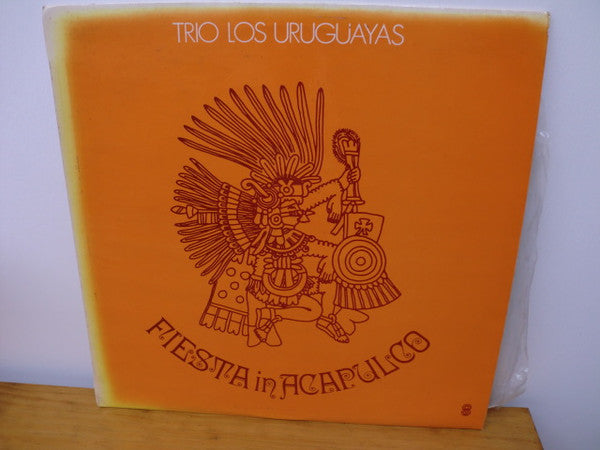 TRIO LOS URUGUAYAS
FIESTA in ACAPULCO